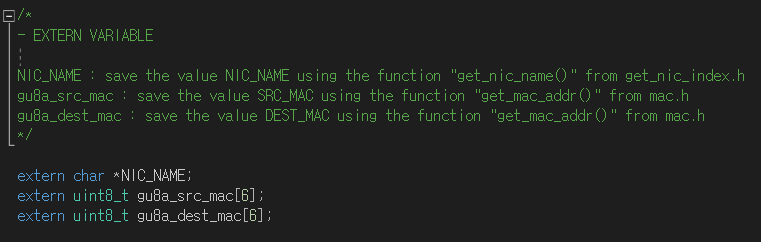 /*
- EXTERN VARIABLE
NIC_NAME : save the value NIC_NAME using the function "get_nic_name()" from get_nic_index.h
gu8a_src_mac : save the value SRC_MAC using the function "get_mac_addr()" from mac.h
gu8a_dest_mac : save the value DEST_MAC using the function "get_mac_addr()" from mac.h
*/
extern char *NIC_NAME;
extern uint8_t gu8a_src_mac[6];
extern uint8_t gu8a_dest_mac[6];